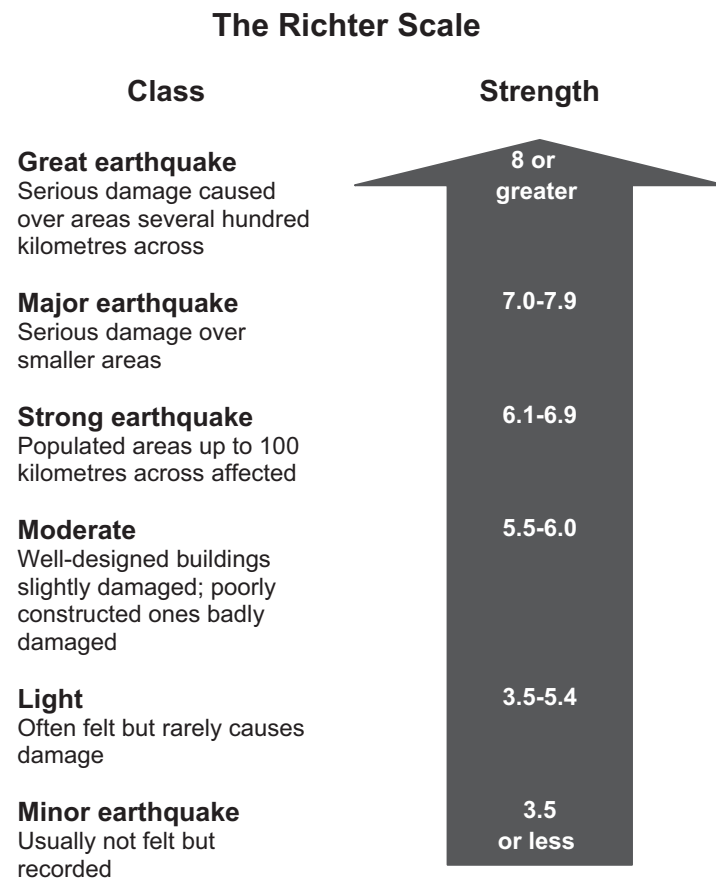 The Richter Scale
Class
Strength
Great earthquake
Serious damage caused
over areas several hundred
kilometres across
8 or
greater
Major earthquake
Serious damage over
smaller areas
7.0-7.9
Strong earthquake
Populated areas up to 100
kilometres across affected
6.1-6.9
Moderate
Well-designed buildings
slightly damaged; poorly
constructed ones badly
damaged
5.5-6.0
Light
Often felt but rarely causes
damage
3.5-5.4
Minor earthquake
Usually not felt but
recorded
3.5
or less